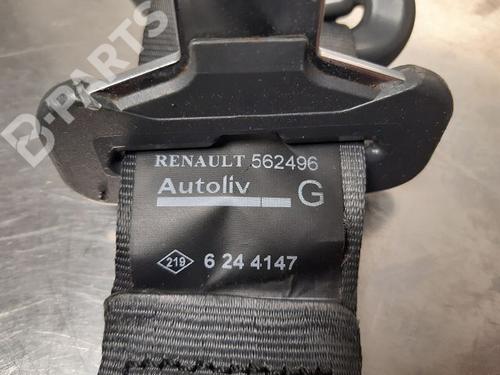 B-PARTS
RENAULT 562496
Autoliv G
219 6 24 4147